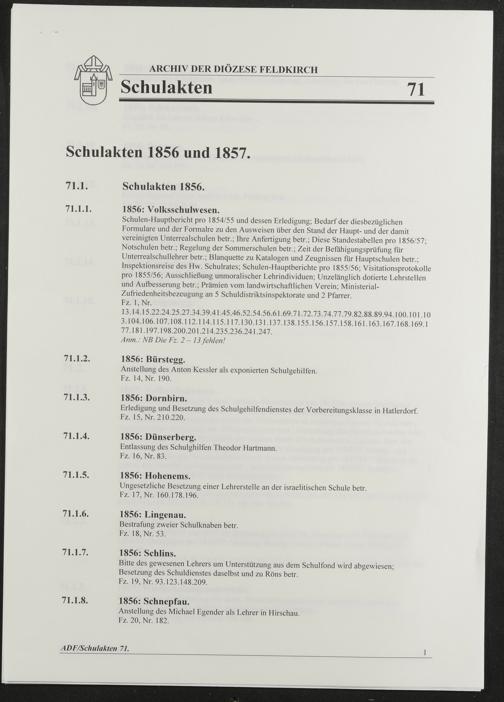 ARCHIV DER DIÖZESE FELDKIRCH
Schulakten 71
Schulakten 1856 und 1857.
71.1. Schulakten 1856.
71.1.1. 1856: Volksschulwesen.
Schulen-Hauptbericht pro 1854/55 und dessen Erledigung; Bedarf der diesbezüglichen
Formulare und der Formalre zu den Ausweisen über den Stand der Haupt- und der damit
vereinigten Unterrealschulen betr.; Ihre Anfertigung betr.; Diese Standestabellen pro 1856/57;
Notschulen betr.; Regelung der Sommerschulen betr.; Zeit der Befähigungsprüfung für
Unterrealschullehrer betr.; Blanquette zu Katalogen und Zeugnissen für Hauptschulen betr.;
Inspektionsreise des Hw. Schulrates; Schulen-Hauptberichte pro 1855/56; Visitationsprotokolle
pro 1855/56; Ausschließung unmoralischer Lehrindividuen; Unzelänglich dotierte Lehrstellen
und Aufbesserung betr.; Prämien vom landwirtschaftlichen Verein; Ministerial-
Zufriedenheitsbezeugung an 5 Schuldistriktsinspektorate und 2 Pfarrer.
Fz. 1, Nr.
13.14.15.22.24.25.27.34.39.41.45.46.52.54.56.61.69.71.72.73.74.77.79.82.88.89.94.100.101.10
3.104.106.107.108.112.114.115.117.130.131.137.138.155.156.157.158.161.163.167.168.169.1
77.181.197.198.200.201.214.235.236.241.247.
Anm.: NB Die Fz. 2 – 13 fehlen!
71.1.2. 1856: Bürstegg.
Anstellung des Anton Kessler als exponierten Schulgehilfen.
Fz. 14, Nr. 190.
71.1.3. 1856: Dornbirn.
Erledigung und Besetzung des Schulgehilfendienstes der Vorbereitungsklasse in Hatlerdorf.
Fz. 15, Nr. 210.220.
71.1.4. 1856: Dünserberg.
Entlassung des Schulghilfen Theodor Hartmann.
Fz. 16, Nr. 83.
71.1.5. 1856: Hohenems.
Ungesetzliche Besetzung einer Lehrerstelle an der israelitischen Schule betr.
Fz. 17, Nr. 160.178.196.
71.1.6. 1856: Lingenau.
Bestrafung zweier Schulknaben betr.
Fz. 18, Nr. 53.
71.1.7. 1856: Schlins.
Bitte des gewesenen Lehrers um Unterstützung aus dem Schulfond wird abgewiesen;
Besetzung des Schuldienstes daselbst und zu Röns betr.
Fz. 19, Nr. 93.123.148.209.
71.1.8. 1856: Schnepfau.
Anstellung des Michael Egender als Lehrer in Hirschau.
Fz. 20, Nr. 182.
ADF/Schulakten 71. 1